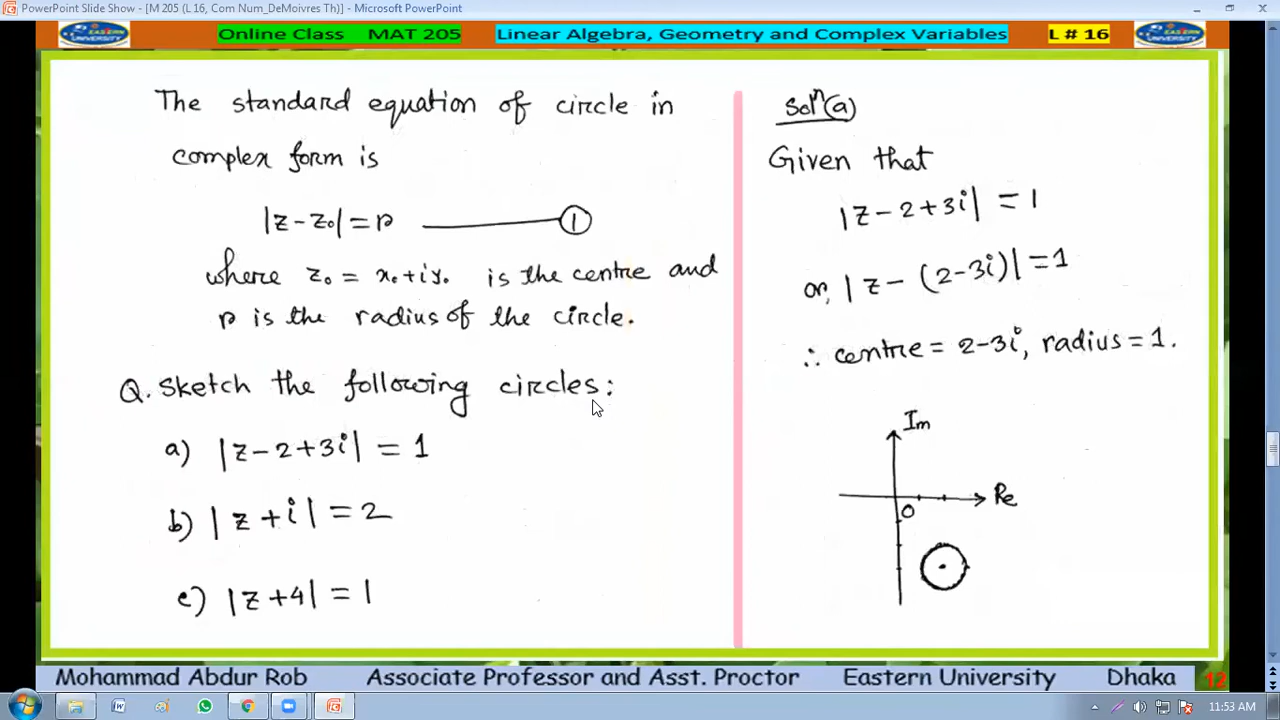 PowerPoint Slide Show - [M 205 (L 16, Com Num_DeMoivres Th)] - Microsoft PowerPoint
Online Class MAT 205 Linear Algebra, Geometry and Complex Variables L # 16
The standard equation of circle in
complex form is
|z-z₀|=r ①
where z₀ = x₀+iy₀ is the centre and
r is the radius of the circle.
Q. Sketch the following circles:
a) |z-2+3i| = 1
b) |z+i| = 2
c) |z+4| = 1
Solⁿ(a)
Given that
|z-2+3i| = 1
or, |z-(2-3i)| = 1
∴ centre = 2-3i, radius = 1.
Im
Re
O
Mohammad Abdur Rob Associate Professor and Asst. Proctor Eastern University Dhaka 12
11:53 AM